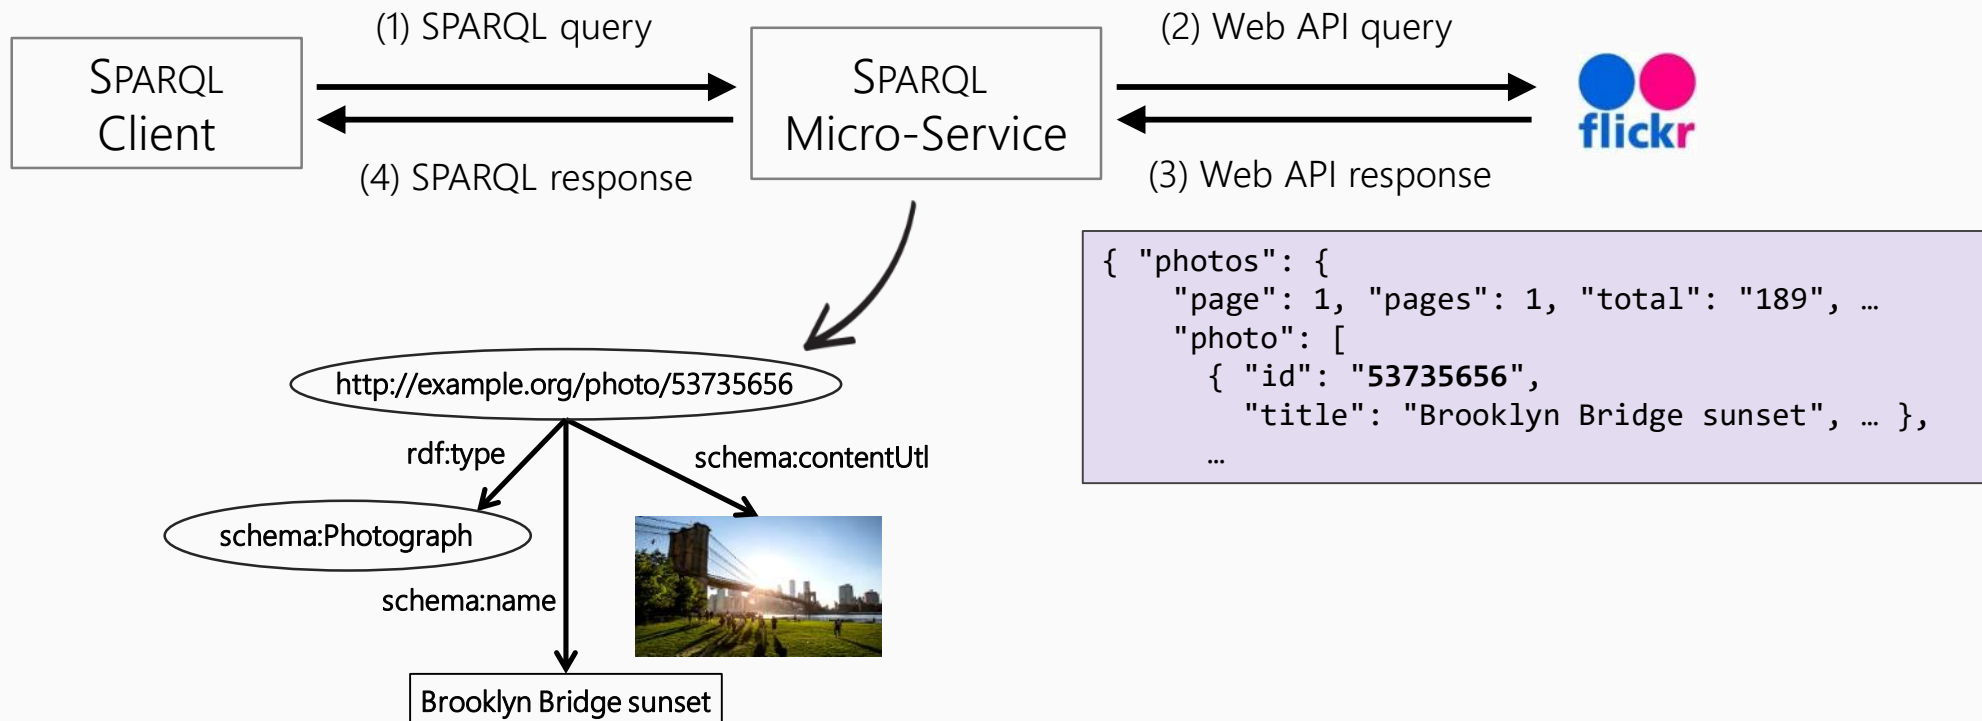 (1) SPARQL query
(2) Web API query
SPARQL
Client
SPARQL
Micro-Service
flickr
(4) SPARQL response
(3) Web API response
{ "photos": {
"page": 1, "pages": 1, "total": "189", …
"photo": [
{ "id": "53735656",
"title": "Brooklyn Bridge sunset", … },
…
http://example.org/photo/53735656
rdf:type
schema:contentUtl
schema:Photograph
schema:name
Brooklyn Bridge sunset